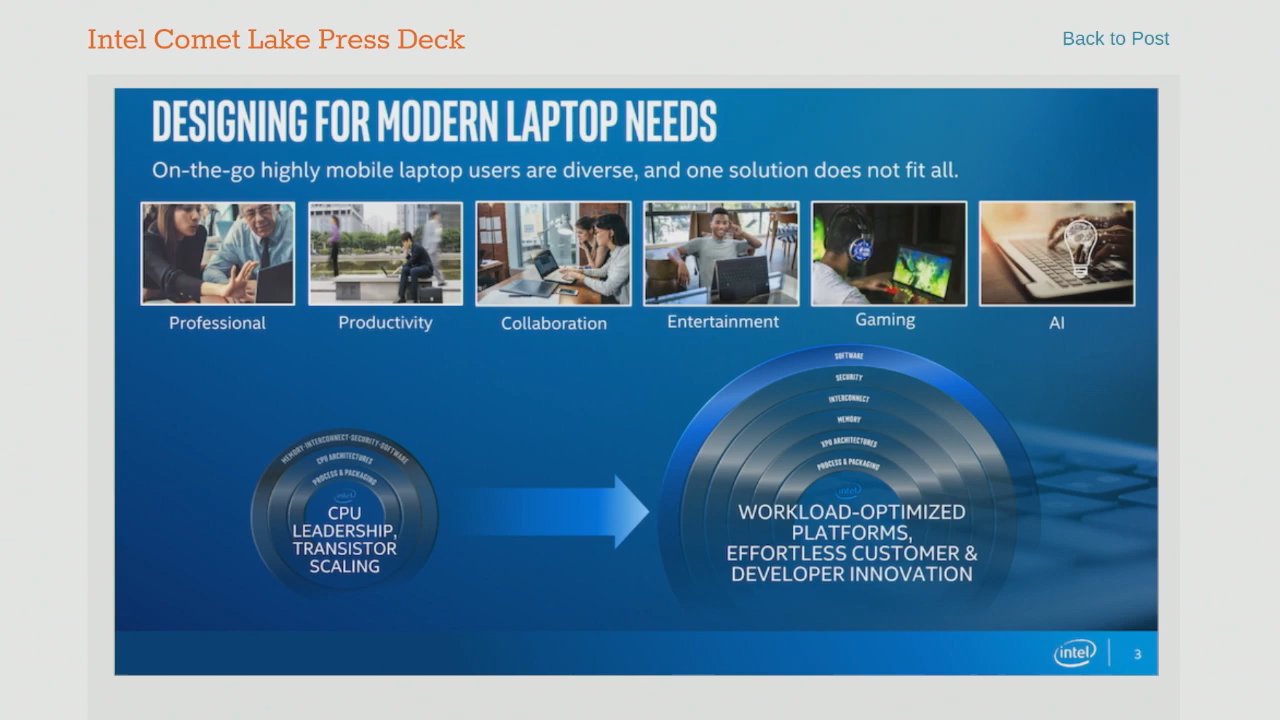 Intel Comet Lake Press Deck
Back to Post
DESIGNING FOR MODERN LAPTOP NEEDS
On-the-go highly mobile laptop users are diverse, and one solution does not fit all.
Professional
Productivity
Collaboration
Entertainment
Gaming
AI
MEMORY·INTERCONNECT·SECURITY·SOFTWARE
CPU ARCHITECTURES
PROCESS & PACKAGING
intel
CPU
LEADERSHIP,
TRANSISTOR
SCALING
SOFTWARE
SECURITY
INTERCONNECT
MEMORY
XPU ARCHITECTURES
PROCESS & PACKAGING
intel
WORKLOAD-OPTIMIZED
PLATFORMS,
EFFORTLESS CUSTOMER &
DEVELOPER INNOVATION
intel
3